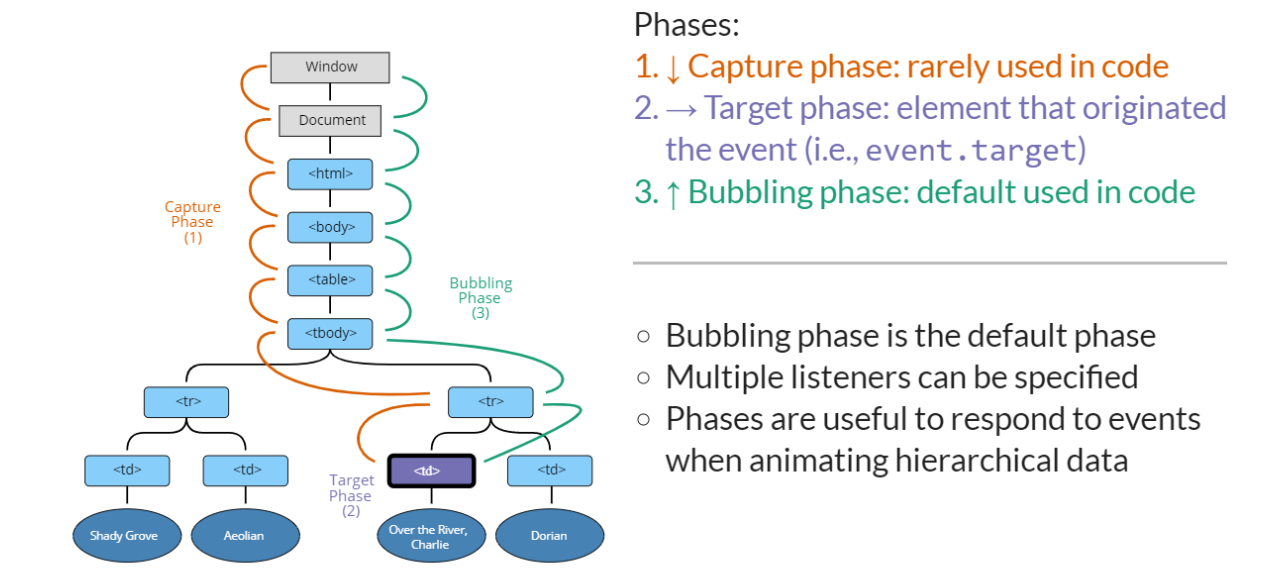 Window
Document
<html>
<body>
<table>
<tbody>
<tr>
<tr>
<td>
<td>
<td>
<td>
Shady Grove
Aeolian
Over the River,
Charlie
Dorian
Capture
Phase
(1)
Bubbling
Phase
(3)
Target
Phase
(2)
Phases:
1. ↓ Capture phase: rarely used in code
2. → Target phase: element that originated
the event (i.e., event.target)
3. ↑ Bubbling phase: default used in code
○ Bubbling phase is the default phase
○ Multiple listeners can be specified
○ Phases are useful to respond to events
when animating hierarchical data